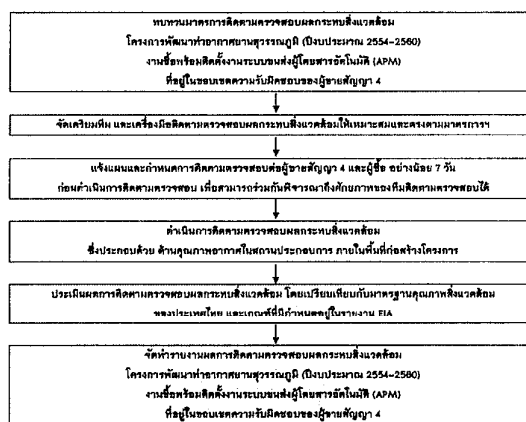 ทบทวนมาตรการติดตามตรวจสอบผลกระทบสิ่งแวดล้อม
โครงการพัฒนาท่าอากาศยานสุวรรณภูมิ (ปีงบประมาณ 2554-2560)
งานซื้อพร้อมติดตั้งงานระบบขนส่งผู้โดยสารอัตโนมัติ (APM)
ที่อยู่ในขอบเขตความรับผิดชอบของผู้ขายสัญญา 4
จัดเตรียมทีม และเครื่องมือติดตามตรวจสอบผลกระทบสิ่งแวดล้อมให้เหมาะสมและตรงตามมาตรการฯ
แจ้งแผนและกำหนดการติดตามตรวจสอบต่อผู้ขายสัญญา 4 และผู้ซื้อ อย่างน้อย 7 วัน
ก่อนดำเนินการติดตามตรวจสอบ เพื่อสามารถร่วมกันพิจารณาถึงศักยภาพของทีมติดตามตรวจสอบได้
ดำเนินการติดตามตรวจสอบผลกระทบสิ่งแวดล้อม
ซึ่งประกอบด้วย ด้านคุณภาพอากาศในสถานประกอบการ ภายในพื้นที่ก่อสร้างโครงการ
ประเมินผลการติดตามตรวจสอบผลกระทบสิ่งแวดล้อม โดยเปรียบเทียบกับมาตรฐานคุณภาพสิ่งแวดล้อม
ของประเทศไทย และเกณฑ์ที่มีกำหนดอยู่ในรายงาน EIA
จัดทำรายงานผลการติดตามตรวจสอบผลกระทบสิ่งแวดล้อม
โครงการพัฒนาท่าอากาศยานสุวรรณภูมิ (ปีงบประมาณ 2554-2560)
งานซื้อพร้อมติดตั้งงานระบบขนส่งผู้โดยสารอัตโนมัติ (APM)
ที่อยู่ในขอบเขตความรับผิดชอบของผู้ขายสัญญา 4